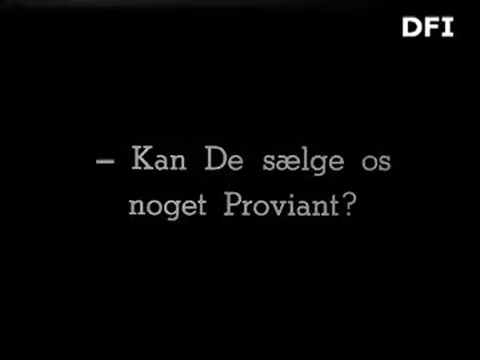 DFI
– Kan De sælge os
noget Proviant?